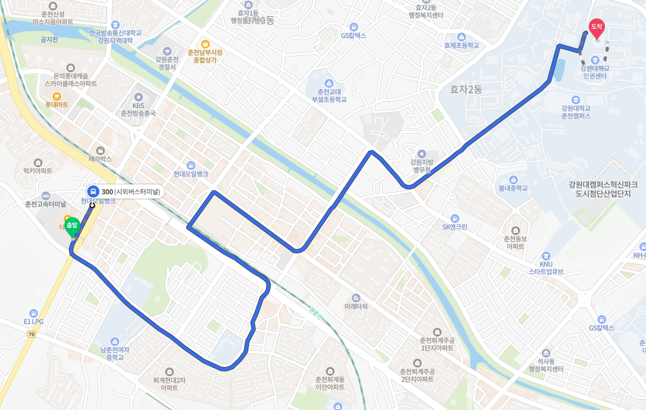 춘천신성
미소지움아파트
공지천
한국방송통신대학교
강원지역대학
효자1동
행정복지센터
강원춘천
경찰서
춘천남부시장
종합상가
GS칼텍스
효자2동
행정복지센터
효제초등학교
도착
강원대학교
인권센터
온의롯데캐슬
스카이클래스아파트
롯데마트
KBS
춘천방송총국
춘천교대
부설초등학교
효자2동
강원대학교
춘천캠퍼스
메가박스
럭키아파트
현대오일뱅크
강원지방
병무청
봄내중학교
강원대캠퍼스혁신파크
도시첨단산업단지
300 (시외버스터미널)
현대오일뱅크
춘천고속터미널
출발
SK엔크린
춘천동보
아파트
KNU
스타트업큐브
NH
E1 LPG
70
남춘천여자
중학교
미래타워
GS칼텍스
춘천퇴계주공
1단지아파트
퇴계현대2차
아파트
춘천퇴계동
이안아파트
춘천퇴계주공
2단지아파트
석사동
행정복지센터